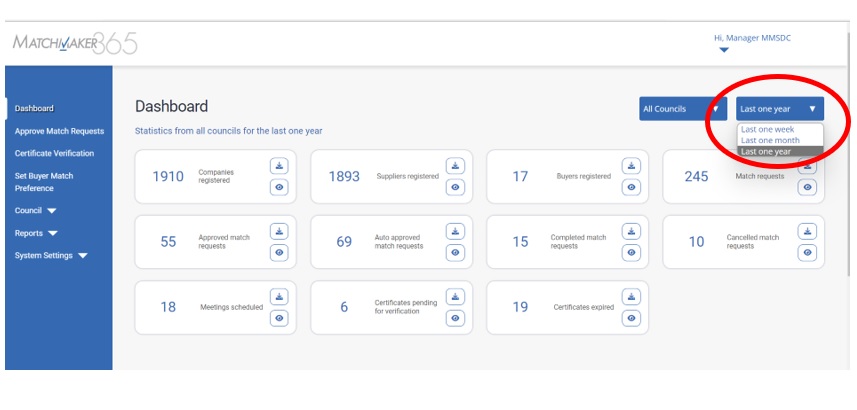 MATCHMAKER365
Hi, Manager MMSDC
Dashboard
Approve Match Requests
Certificate Verification
Set Buyer Match
Preference
Council
Reports
System Settings
Dashboard
All Councils
Last one year
Last one week
Last one month
Last one year
Statistics from all councils for the last one year
1910
Companies
registered
1893
Suppliers registered
17
Buyers registered
245
Match requests
55
Approved match
requests
69
Auto approved
match requests
15
Completed match
requests
10
Cancelled match
requests
18
Meetings scheduled
6
Certificates pending
for verification
19
Certificates expired